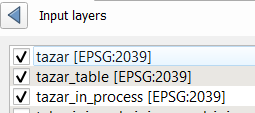 Input layers
tazar [EPSG:2039]
tazar_table [EPSG:2039]
tazar_in_process [EPSG:2039]